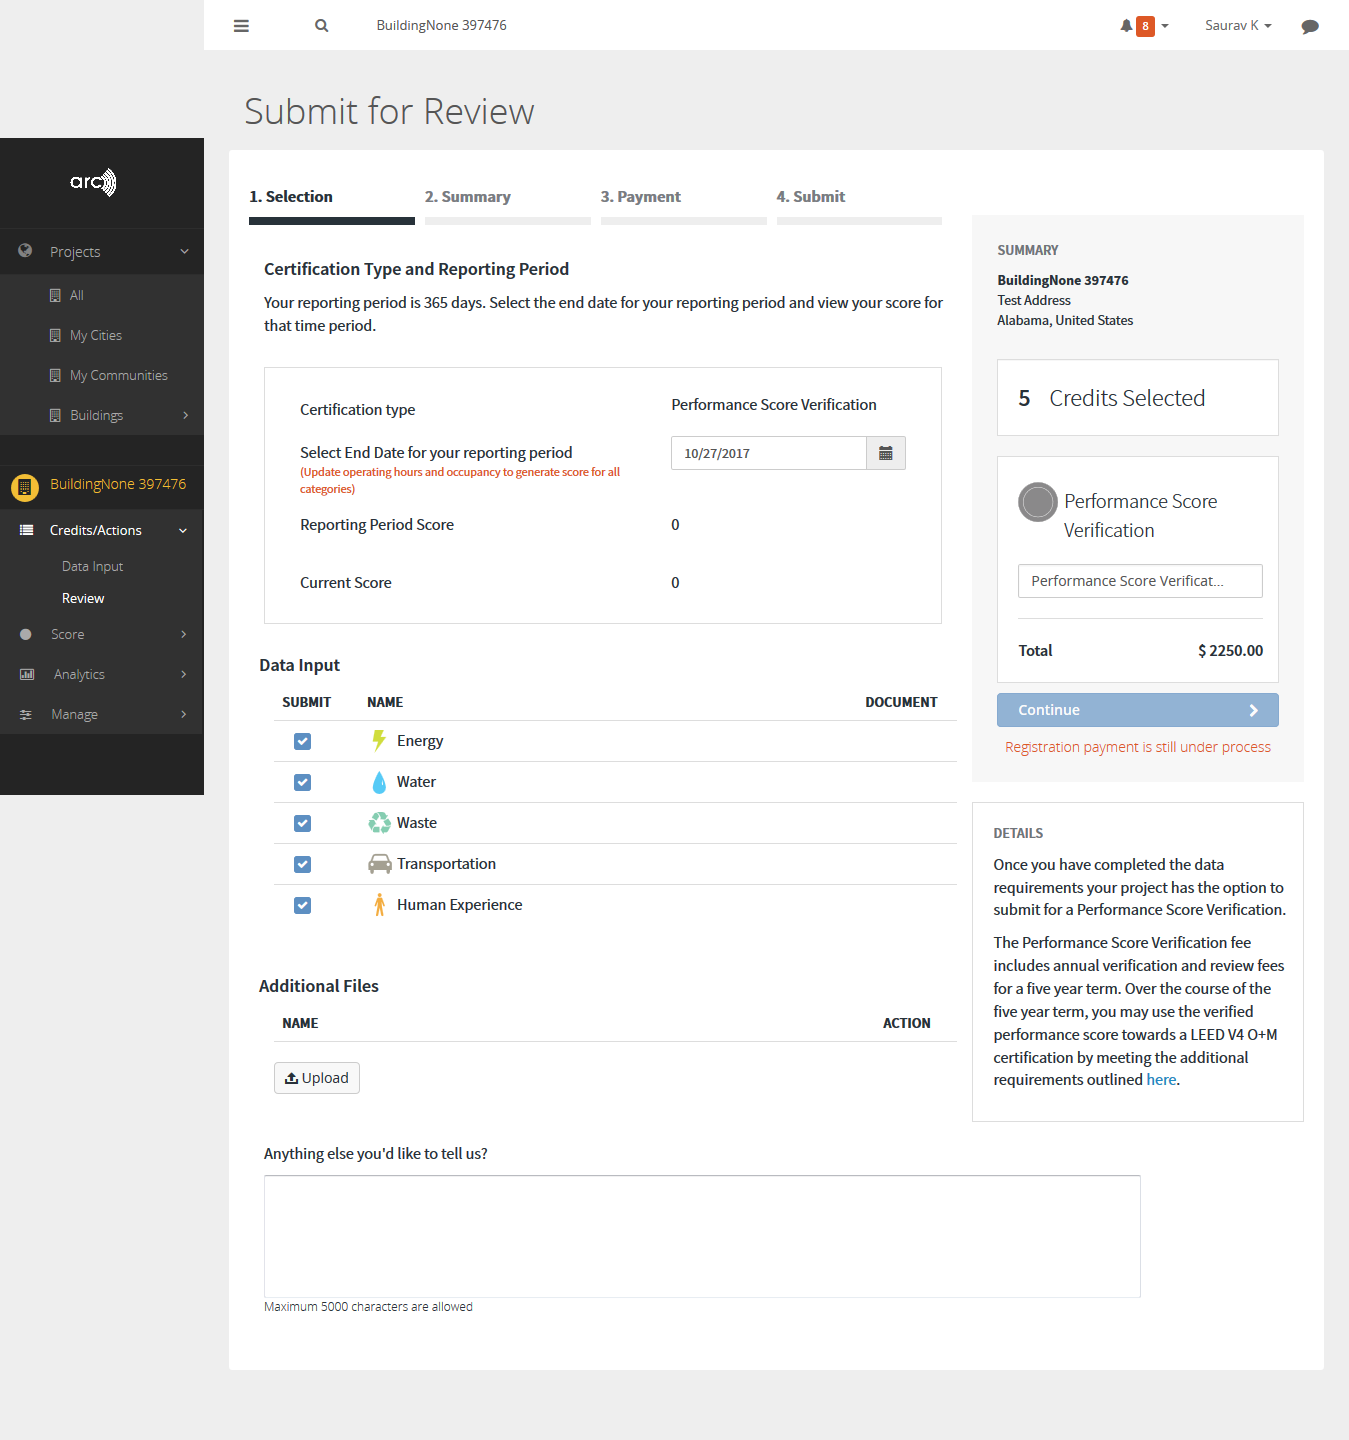 BuildingNone 397476
8
Saurav K
Submit for Review
arc
Projects
All
My Cities
My Communities
Buildings
BuildingNone 397476
Credits/Actions
Data Input
Review
Score
Analytics
Manage
1. Selection
2. Summary
3. Payment
4. Submit
Certification Type and Reporting Period
Your reporting period is 365 days. Select the end date for your reporting period and view your score for
that time period.
Certification type
Performance Score Verification
Select End Date for your reporting period
(Update operating hours and occupancy to generate score for all
categories)
10/27/2017
Reporting Period Score
0
Current Score
0
Data Input
SUBMIT
NAME
DOCUMENT
Energy
Water
Waste
Transportation
Human Experience
Additional Files
NAME
ACTION
Upload
Anything else you'd like to tell us?
Maximum 5000 characters are allowed
SUMMARY
BuildingNone 397476
Test Address
Alabama, United States
5 Credits Selected
Performance Score
Verification
Performance Score Verificat...
Total
$ 2250.00
Continue
Registration payment is still under process
DETAILS
Once you have completed the data
requirements your project has the option to
submit for a Performance Score Verification.
The Performance Score Verification fee
includes annual verification and review fees
for a five year term. Over the course of the
five year term, you may use the verified
performance score towards a LEED V4 O+M
certification by meeting the additional
requirements outlined here.